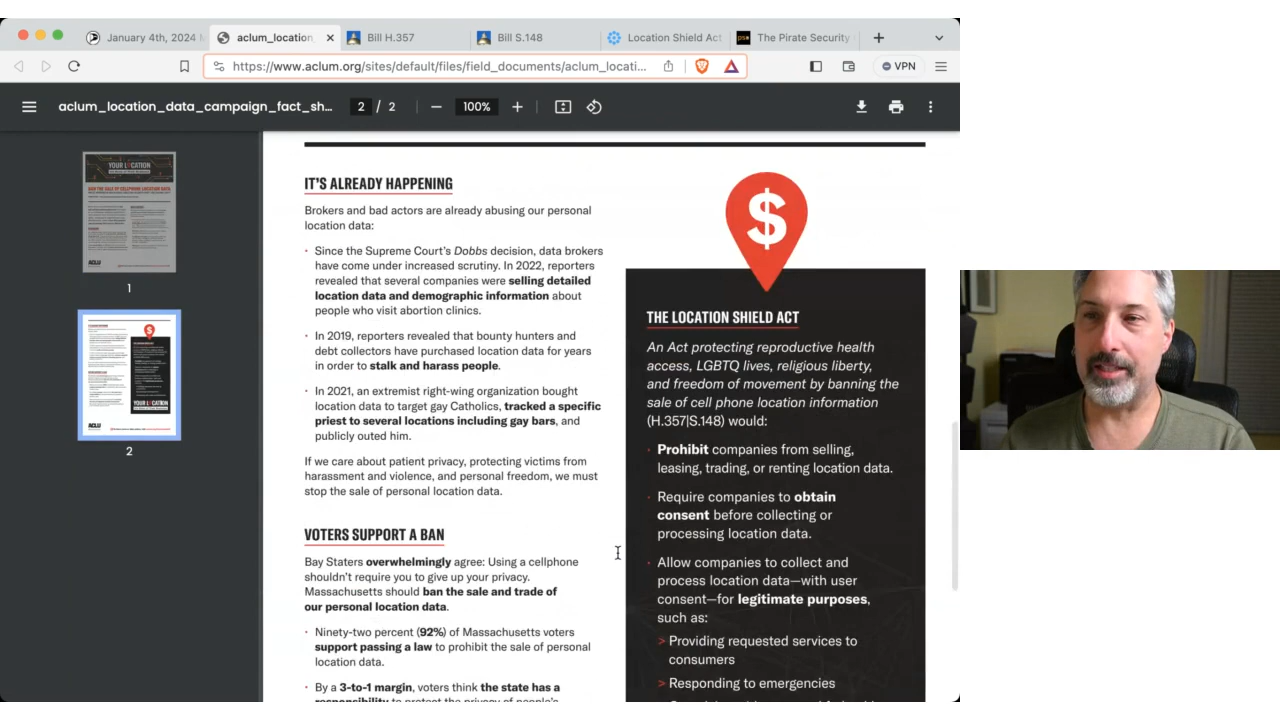 January 4th, 2024
aclum_location
Bill H.357
Bill S.148
Location Shield Act
The Pirate Security
https://www.aclum.org/sites/default/files/field_documents/aclum_locati...
VPN
aclum_location_data_campaign_fact_sh...
2 / 2
100%
YOUR LOCATION
1
$
ACLU
YOUR LOCATION
2
IT'S ALREADY HAPPENING
Brokers and bad actors are already abusing our personal
location data:
• Since the Supreme Court's Dobbs decision, data brokers
have come under increased scrutiny. In 2022, reporters
revealed that several companies were selling detailed
location data and demographic information about
people who visit abortion clinics.
• In 2019, reporters revealed that bounty hunters and
debt collectors have purchased location data for years
in order to stalk and harass people.
• In 2021, an extremist right-wing organization bought
location data to target gay Catholics, tracked a specific
priest to several locations including gay bars, and
publicly outed him.
If we care about patient privacy, protecting victims from
harassment and violence, and personal freedom, we must
stop the sale of personal location data.
VOTERS SUPPORT A BAN
Bay Staters overwhelmingly agree: Using a cellphone
shouldn't require you to give up your privacy.
Massachusetts should ban the sale and trade of
our personal location data.
• Ninety-two percent (92%) of Massachusetts voters
support passing a law to prohibit the sale of personal
location data.
• By a 3-to-1 margin, voters think the state has a
responsibility to protect the privacy of people's
$
THE LOCATION SHIELD ACT
An Act protecting reproductive health
access, LGBTQ lives, religious liberty,
and freedom of movement by banning the
sale of cell phone location information
(H.357|S.148) would:
• Prohibit companies from selling,
leasing, trading, or renting location data.
• Require companies to obtain
consent before collecting or
processing location data.
• Allow companies to collect and
process location data—with user
consent—for legitimate purposes,
such as:
> Providing requested services to
consumers
> Responding to emergencies